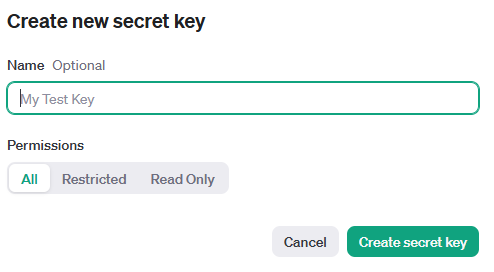 Create new secret key
Name Optional
My Test Key
Permissions
All Restricted Read Only
Cancel Create secret key